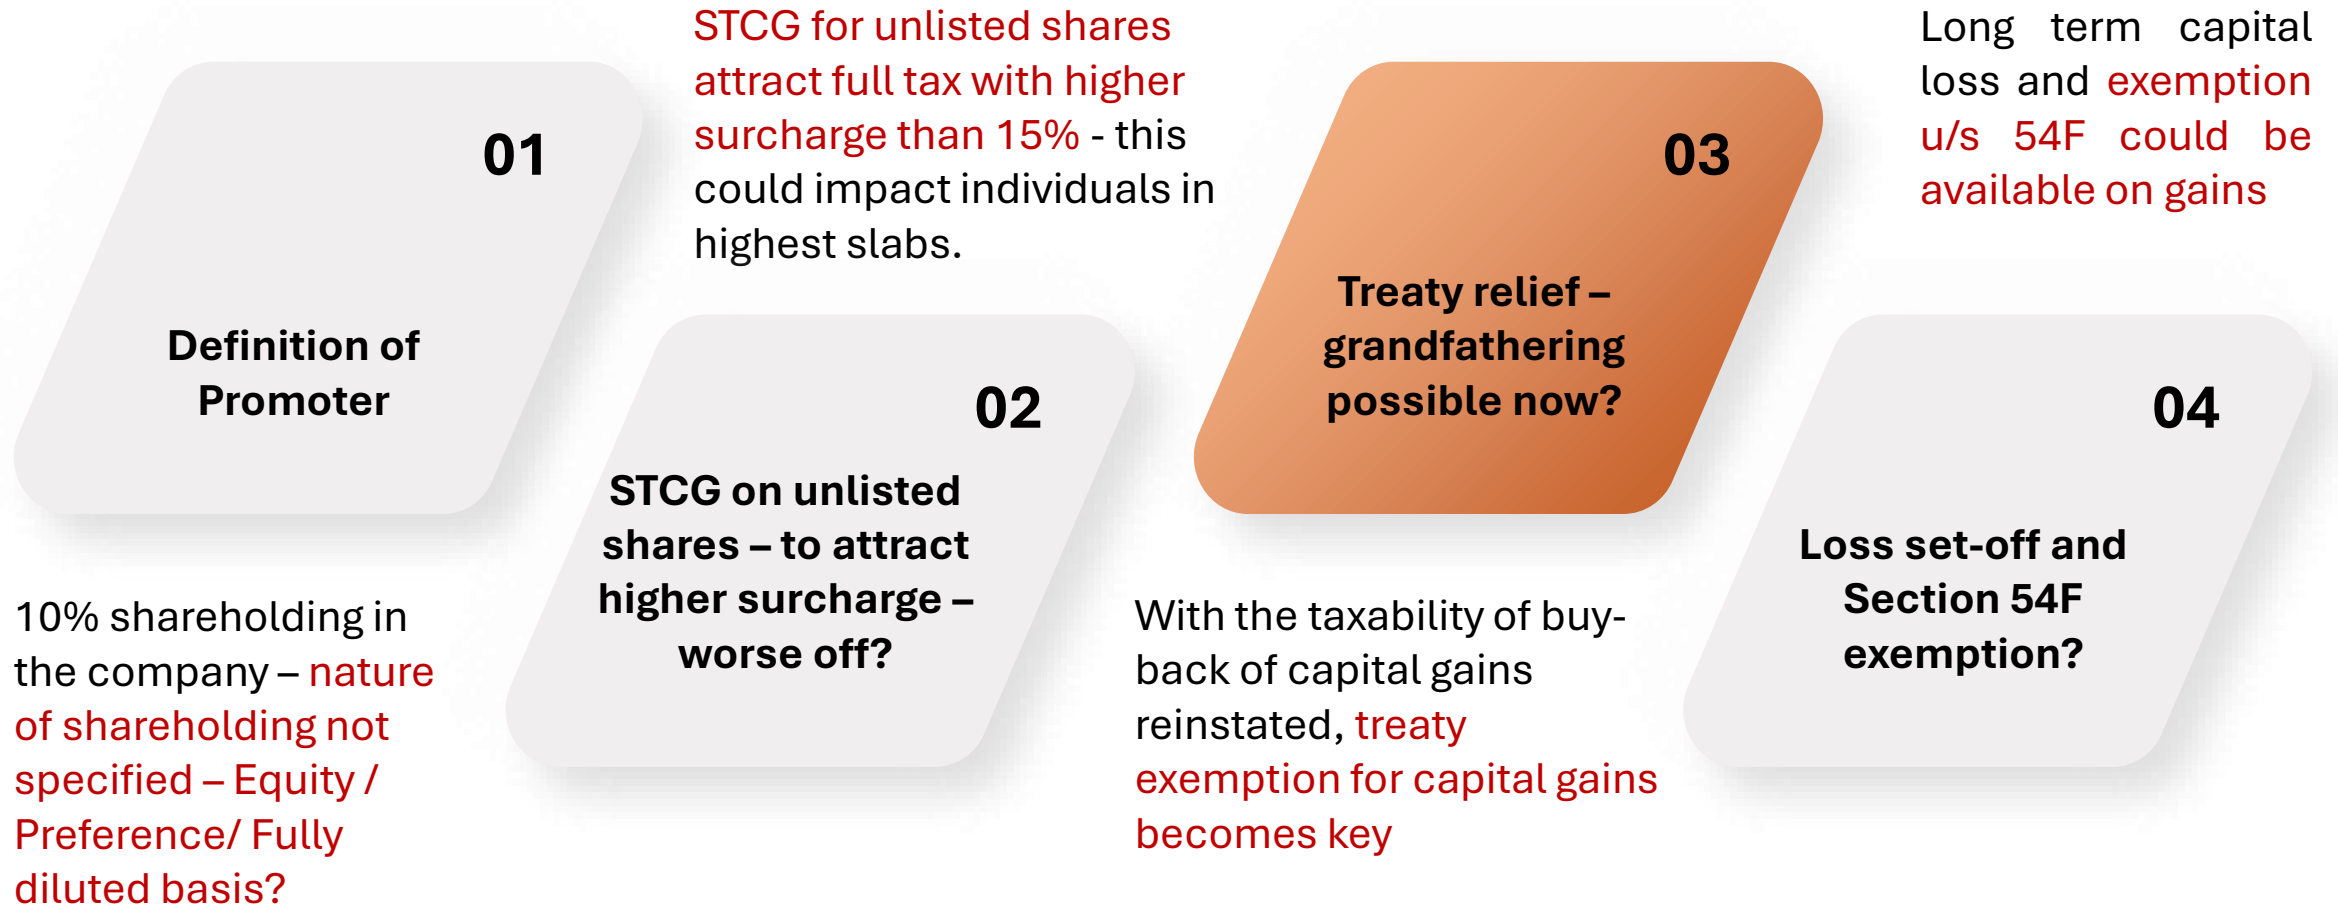 01
Definition of
Promoter
10% shareholding in
the company – nature
of shareholding not
specified – Equity /
Preference/ Fully
diluted basis?
STCG for unlisted shares
attract full tax with higher
surcharge than 15% - this
could impact individuals in
highest slabs.
02
STCG on unlisted
shares – to attract
higher surcharge –
worse off?
03
Treaty relief –
grandfathering
possible now?
With the taxability of buy-
back of capital gains
reinstated, treaty
exemption for capital gains
becomes key
Long term capital
loss and exemption
u/s 54F could be
available on gains
04
Loss set-off and
Section 54F
exemption?